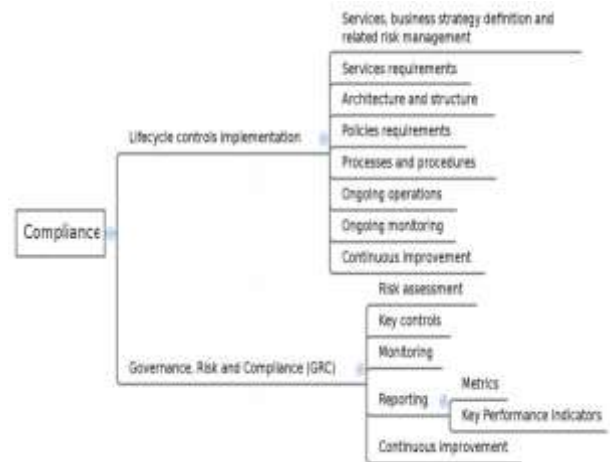 Services, business strategy definition and
related risk management
Services requirements
Architecture and structure
Lifecycle controls implementation
Policies requirements
Processes and procedures
Ongoing operations
Ongoing monitoring
Continuous improvement
Compliance
Risk assessment
Key controls
Monitoring
Governance, Risk and Compliance (GRC)
Reporting
Metrics
Key Performance Indicators
Continuous improvement